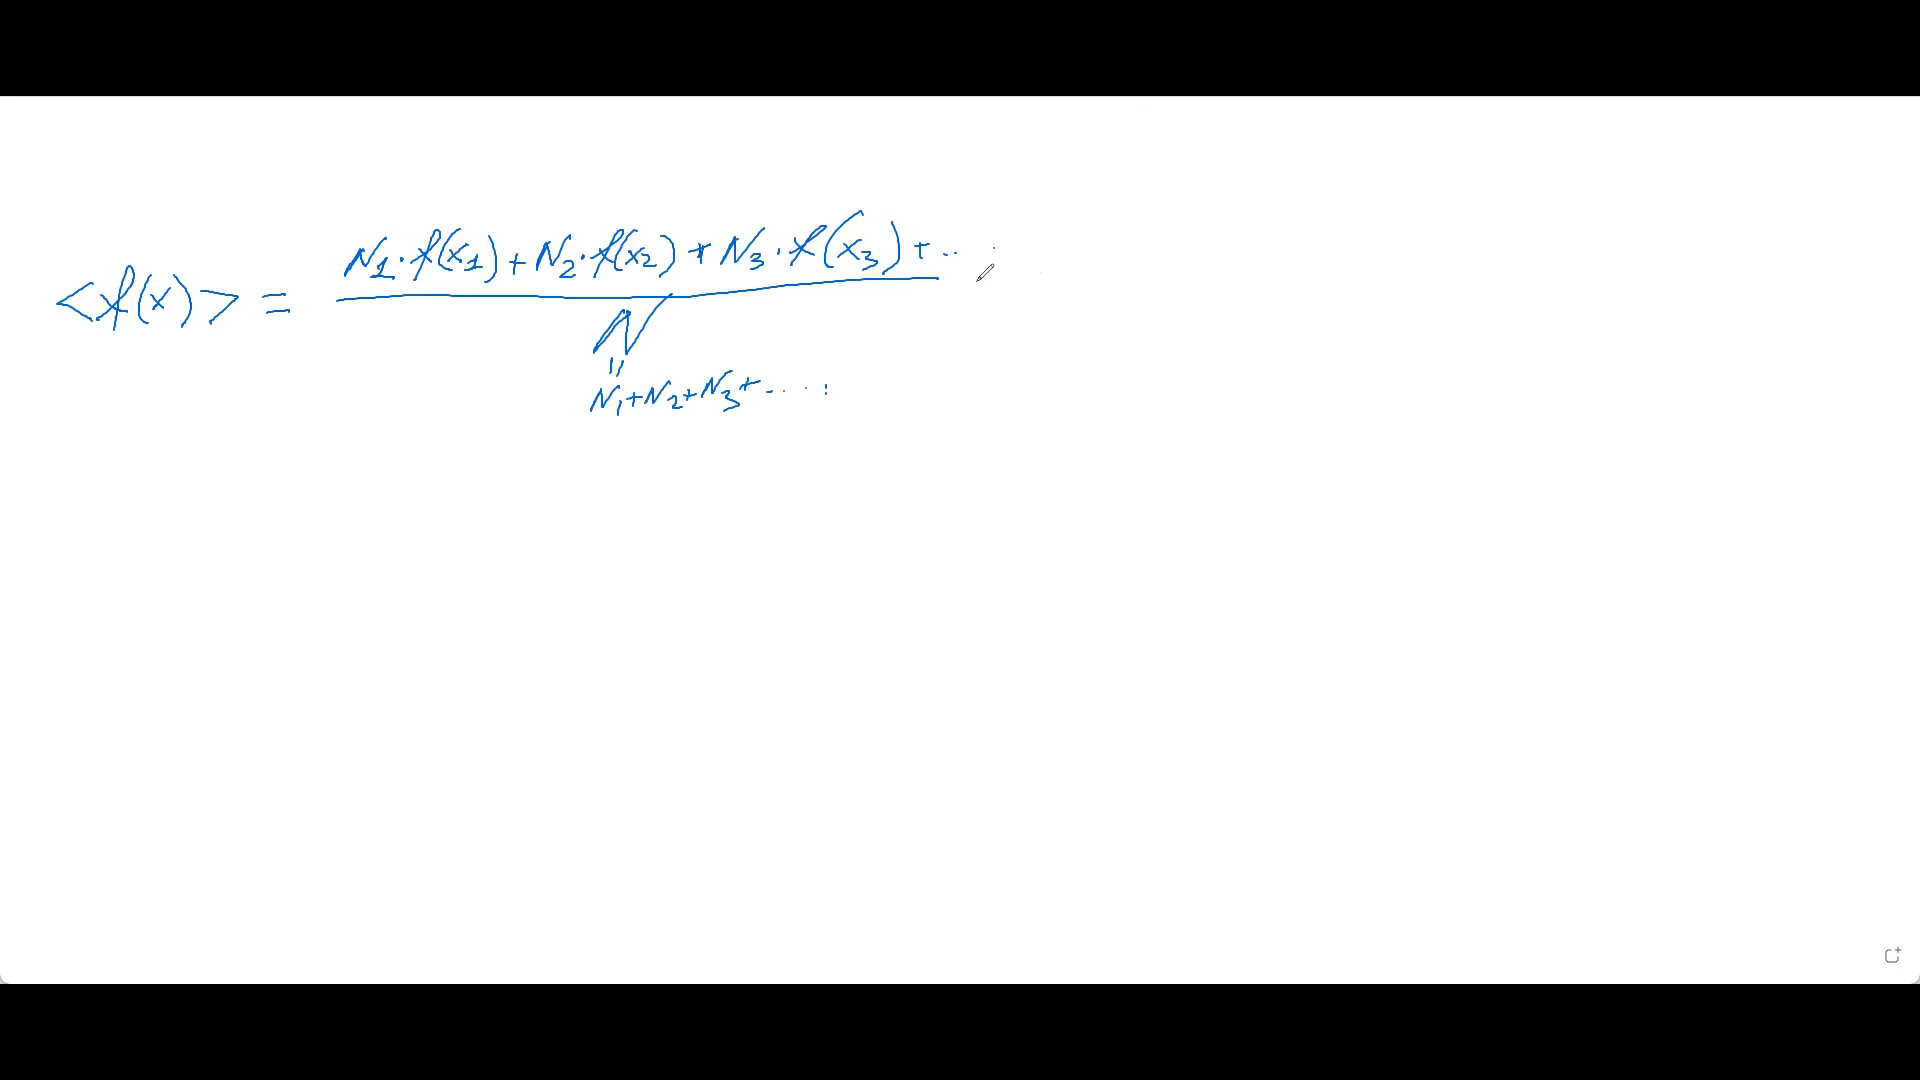 <f(x)> = N₁·f(x₁) + N₂·f(x₂) + N₃·f(x₃) + ...
N
=
N₁+N₂+N₃+.....